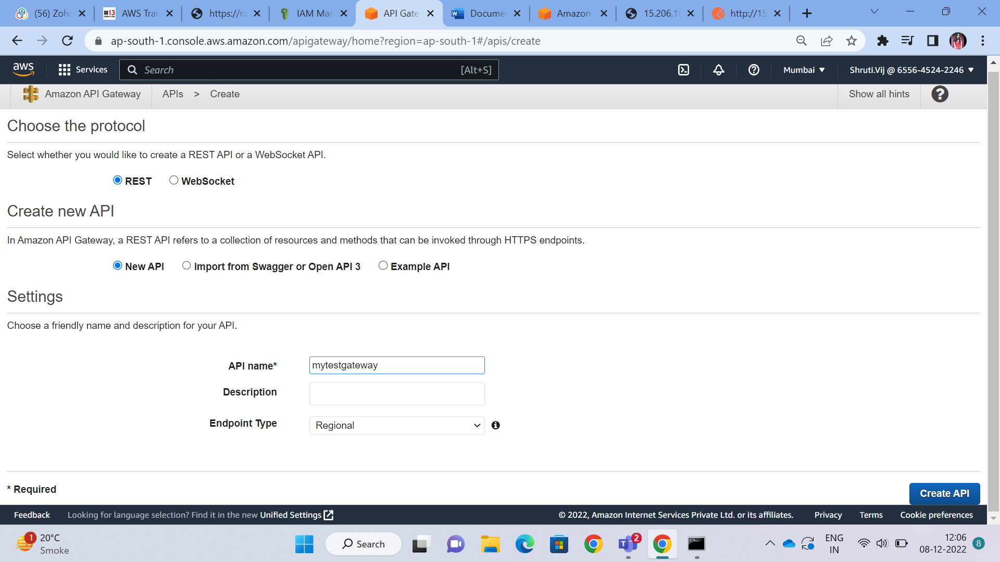 (56) Zoho
#13
AWS Trai
https://ra
IAM Man
API Gate
Documen
Amazon
15.206.18
http://15
ap-south-1.console.aws.amazon.com/apigateway/home?region=ap-south-1#/apis/create
aws
Services
Search
[Alt+S]
Mumbai
Shruti.Vij @ 6556-4524-2246
Amazon API Gateway
APIs > Create
Show all hints
Choose the protocol
Select whether you would like to create a REST API or a WebSocket API.
REST
WebSocket
Create new API
In Amazon API Gateway, a REST API refers to a collection of resources and methods that can be invoked through HTTPS endpoints.
New API
Import from Swagger or Open API 3
Example API
Settings
Choose a friendly name and description for your API.
API name*
mytestgateway
Description
Endpoint Type
Regional
* Required
Create API
Feedback
Looking for language selection? Find it in the new Unified Settings
© 2022, Amazon Internet Services Private Ltd. or its affiliates.
Privacy
Terms
Cookie preferences
1
20°C
Smoke
Search
2
ENG
IN
12:06
08-12-2022
8